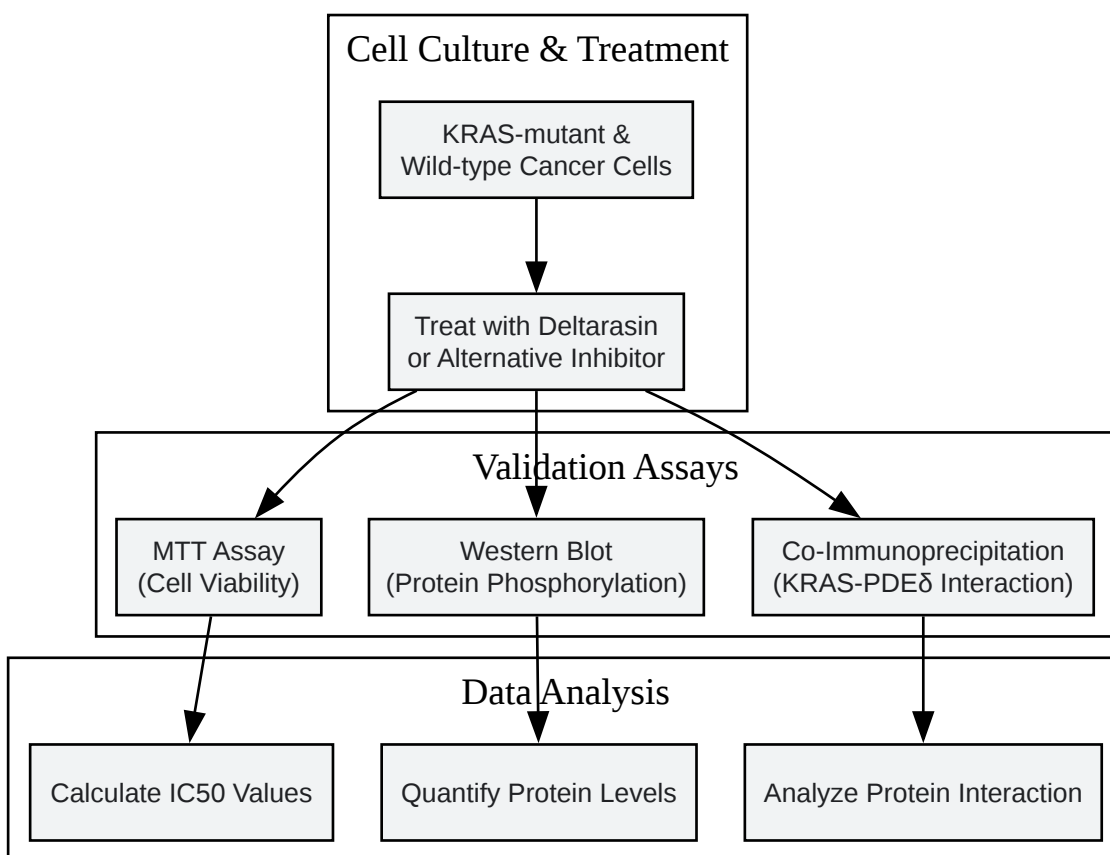 Cell Culture & Treatment
KRAS-mutant &
Wild-type Cancer Cells
Treat with Deltarasin
or Alternative Inhibitor
Validation Assays
MTT Assay
(Cell Viability)
Western Blot
(Protein Phosphorylation)
Co-Immunoprecipitation
(KRAS-PDEδ Interaction)
Data Analysis
Calculate IC50 Values
Quantify Protein Levels
Analyze Protein Interaction